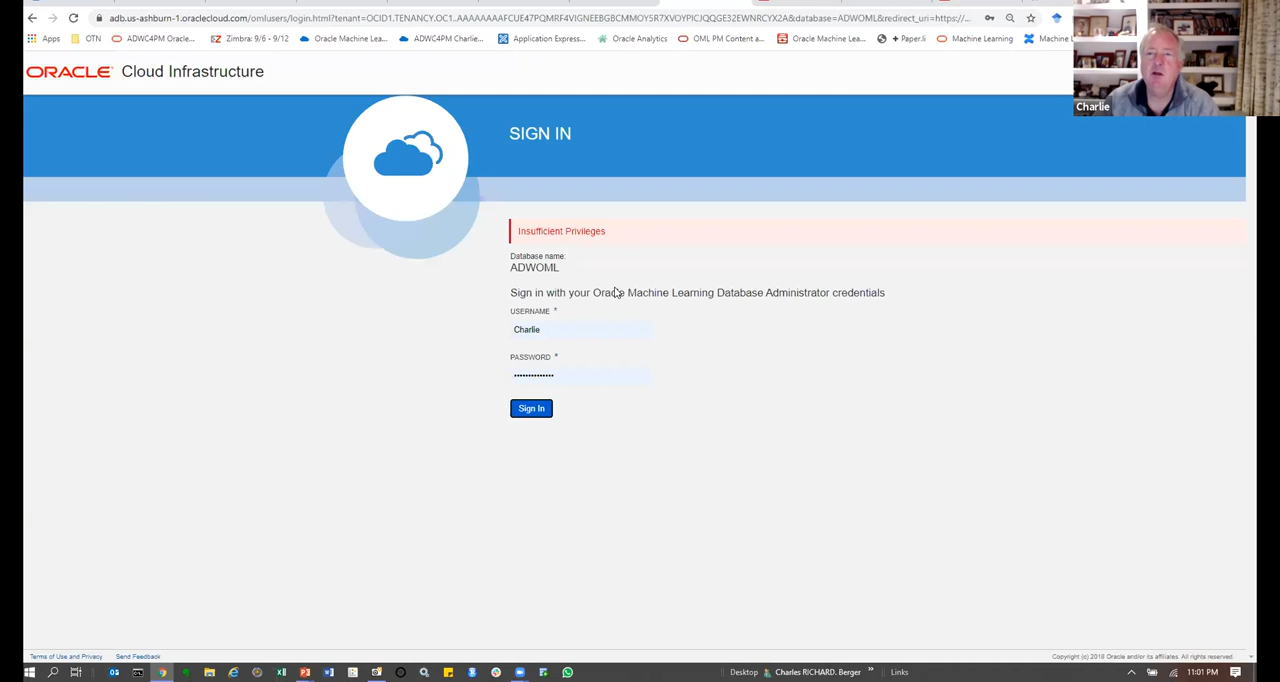 adb.us-ashburn-1.oraclecloud.com/omlusers/login.html?tenant=OCID1.TENANCY.OC1..AAAAAAAAFCUE47PQMRF4VIGNEEBGBCMMOY5R7XVOYPICJQQGE32EWNRCYX2A&database=ADWOML&redirect_uri=https://...
Apps OTN ADWC4PM Oracle... Zimbra: 9/6 - 9/12 Oracle Machine Lea... ADWC4PM Charlie... Application Express... Oracle Analytics OML PM Content a... Oracle Machine Lea... + Paper.li Machine Learning Machine L
ORACLE Cloud Infrastructure
Charlie
SIGN IN
Insufficient Privileges
Database name:
ADWOML
Sign in with your Oracle Machine Learning Database Administrator credentials
USERNAME *
Charlie
PASSWORD *
••••••••••••••
Sign In
Terms of Use and Privacy Send Feedback
Copyright (c) 2018 Oracle and/or its affiliates. All rights reserved.
Desktop Charles RICHARD. Berger » Links 11:01 PM